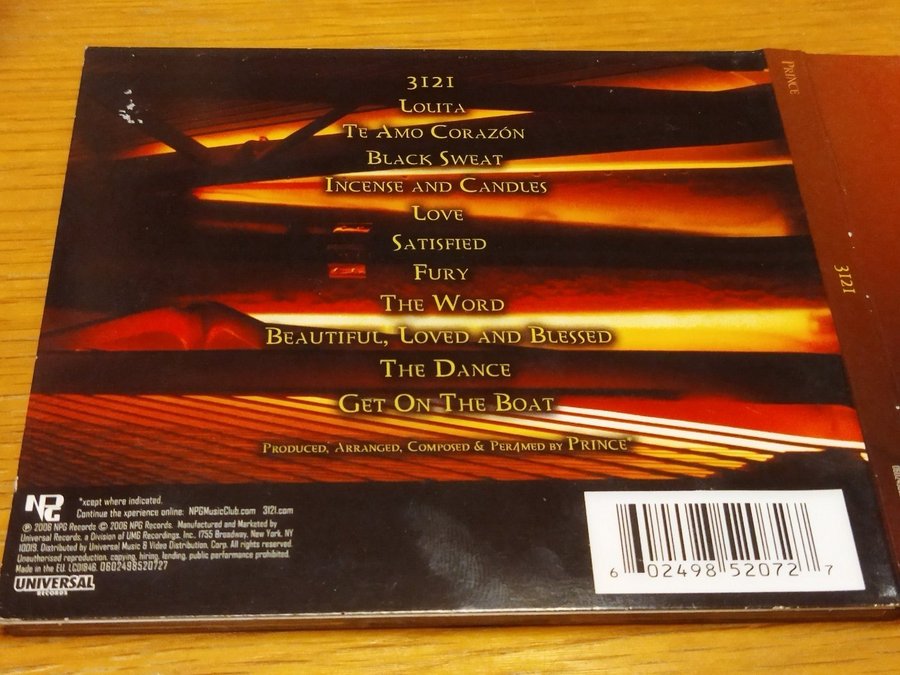 3121
Lolita
Te Amo Corazón
Black Sweat
Incense and Candles
Love
Satisfied
Fury
The Word
Beautiful, Loved and Blessed
The Dance
Get On The Boat
Produced, Arranged, Composed & Per4med by PRINCE*
NPG
*xcept where indicated.
Continue the xperience online: NPGMusicClub.com 3121.com
℗ 2006 NPG Records © 2006 NPG Records. Manufactured and Marketed by
Universal Records, a Division of UMG Recordings, Inc., 1755 Broadway, New York, NY
10019. Distributed by Universal Music & Video Distribution, Corp. All rights reserved.
Unauthorised reproduction, copying, hiring, lending, public performance prohibited.
Made in the EU. LC01846. 0602498520727
UNIVERSAL
RECORDS
6 02498 52072 7
PRINCE
3121